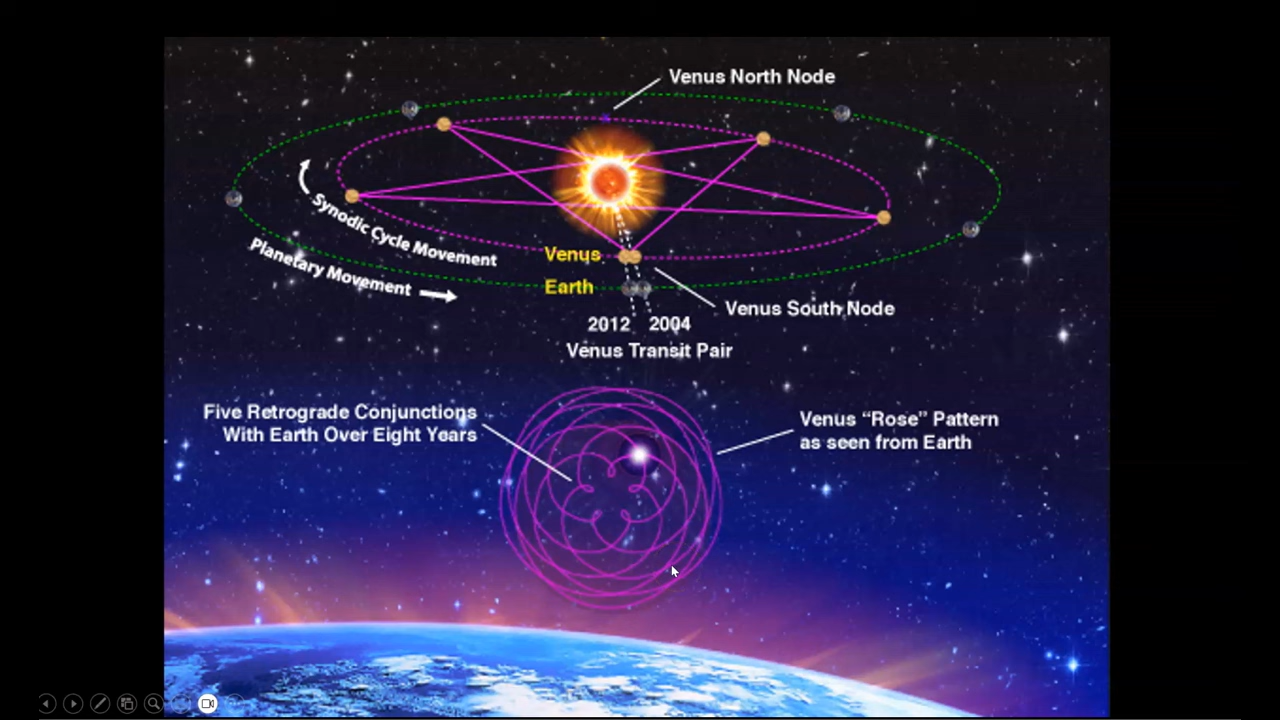 Venus North Node
Synodic Cycle Movement
Planetary Movement
Venus
Earth
Venus South Node
2012 2004
Venus Transit Pair
Five Retrograde Conjunctions
With Earth Over Eight Years
Venus “Rose” Pattern
as seen from Earth